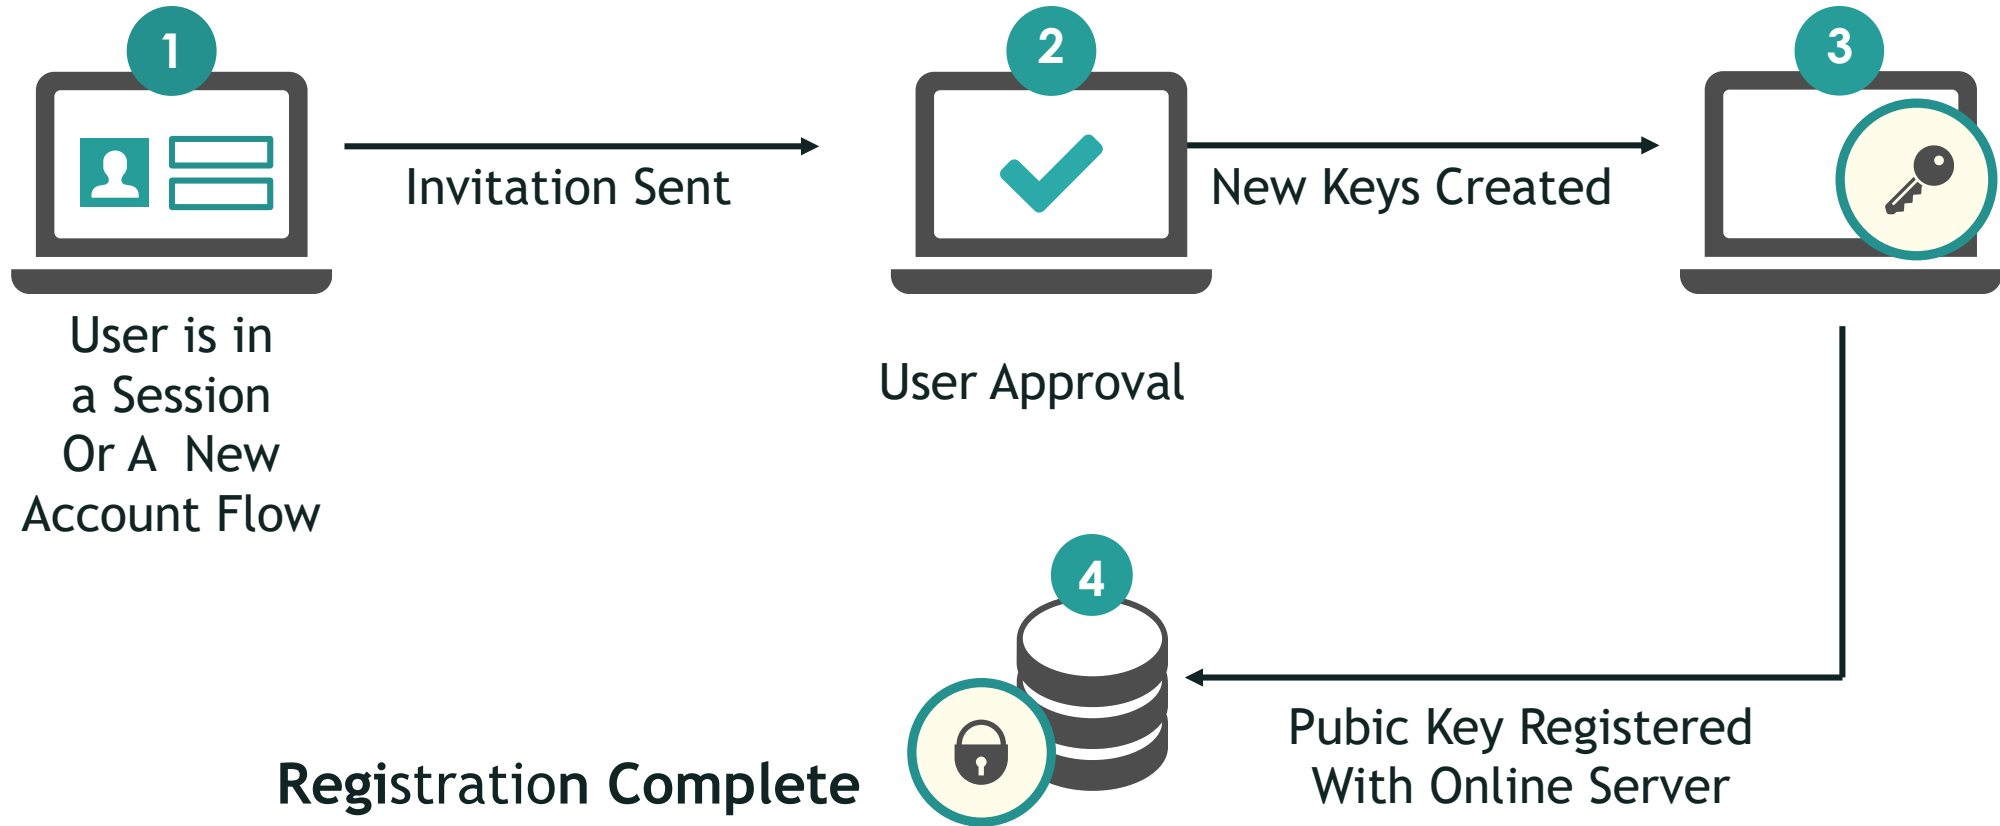 1
2
3
Invitation Sent
New Keys Created
User is in
a Session
Or A New
Account Flow
User Approval
4
Pubic Key Registered
With Online Server
Registration Complete